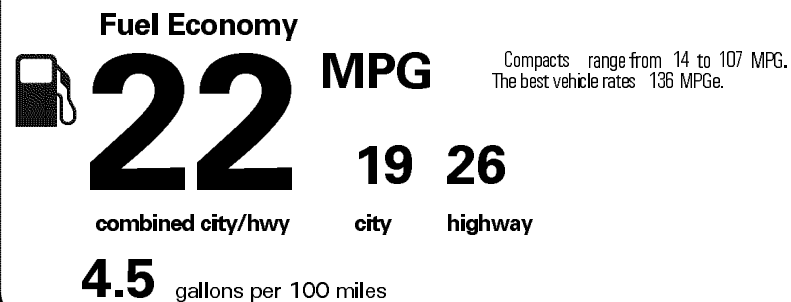 Fuel Economy
22 MPG
Compacts range from 14 to 107 MPG.
The best vehicle rates 136 MPGe.
19 26
combined city/hwy city highway
4.5 gallons per 100 miles